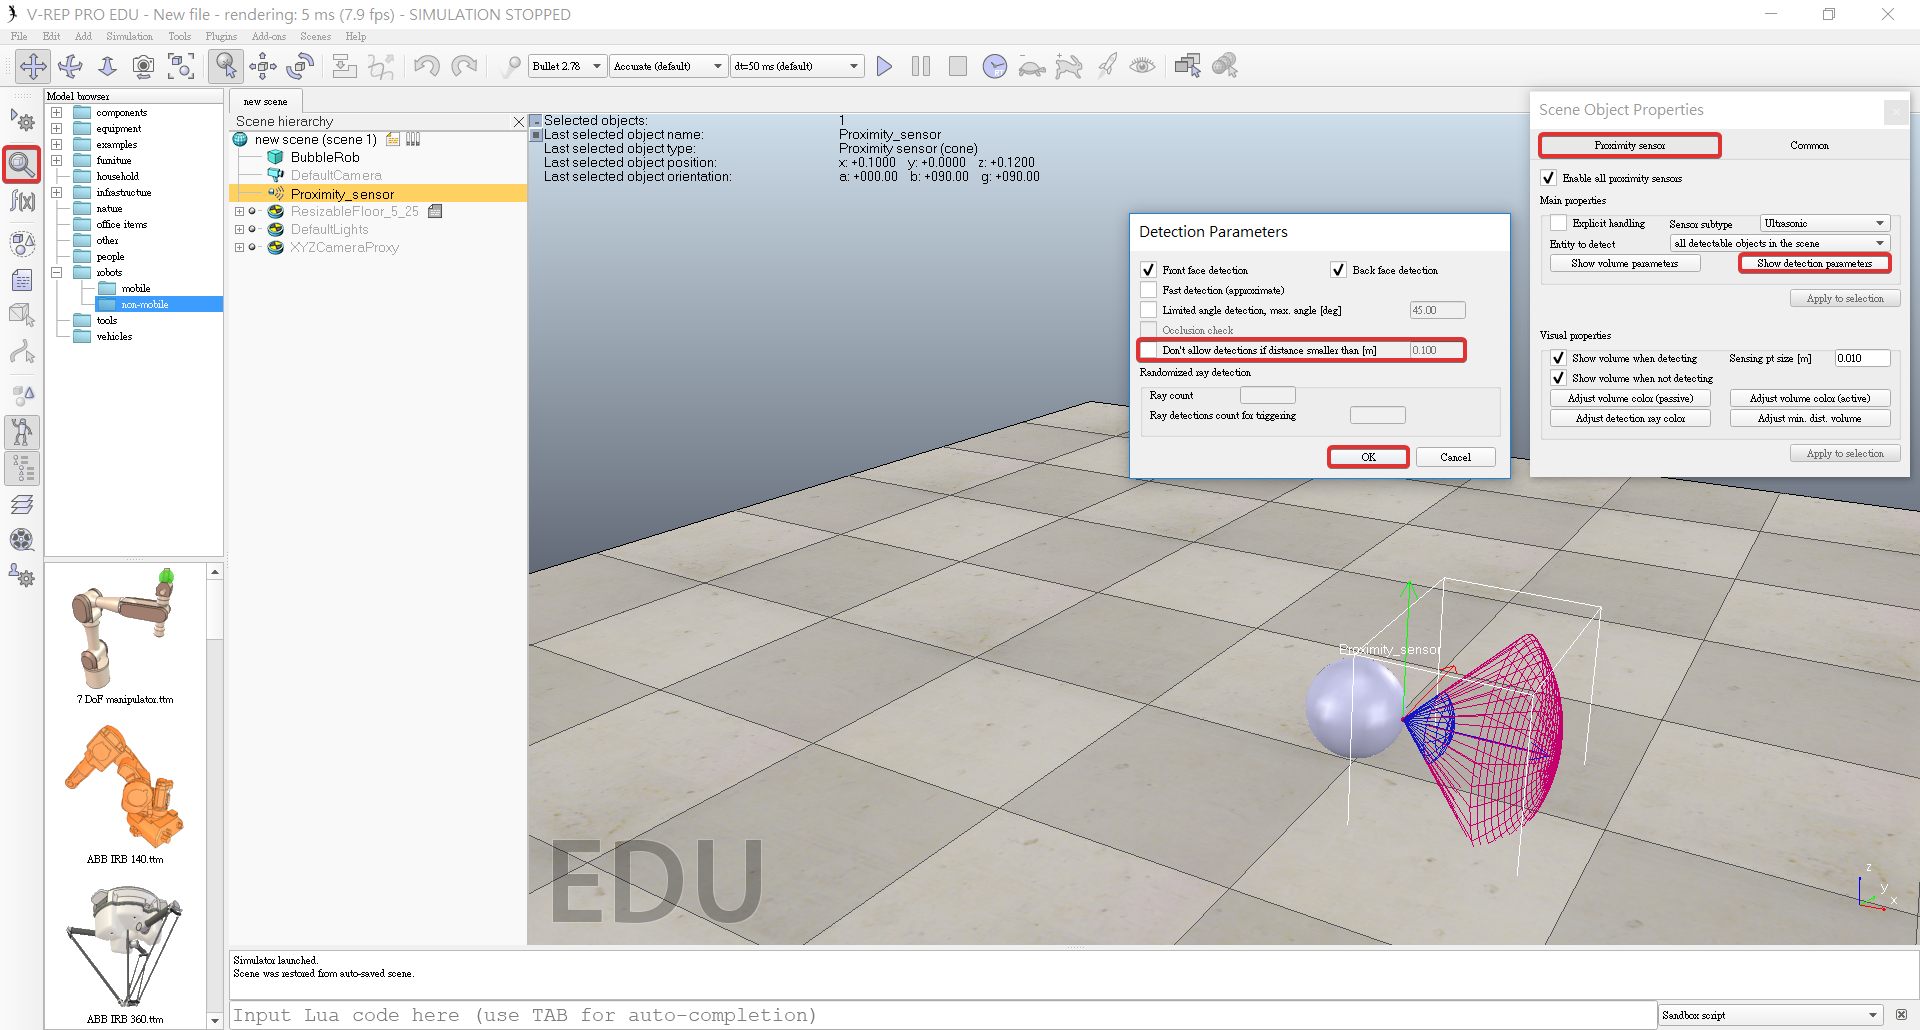 V-REP PRO EDU - New file - rendering: 5 ms (7.9 fps) - SIMULATION STOPPED
File Edit Add Simulation Tools Plugins Add-ons Scenes Help
Bullet 2.78 Accurate (default) dt=50 ms (default)
Model browser
components
equipment
examples
furniture
household
infrastructure
nature
office items
other
people
robots
mobile
non-mobile
tools
vehicles
7 DoF manipulator.ttm
ABB IRB 140.ttm
ABB IRB 360.ttm
new scene
Scene hierarchy
new scene (scene 1)
BubbleRob
DefaultCamera
Proximity_sensor
ResizableFloor_5_25
DefaultLights
XYZCameraProxy
Selected objects: 1
Last selected object name: Proximity_sensor
Last selected object type: Proximity sensor (cone)
Last selected object position: x: +0.1000 y: +0.0000 z: +0.1200
Last selected object orientation: a: +000.00 b: +090.00 g: +090.00
Detection Parameters
Front face detection Back face detection
Fast detection (approximate)
Limited angle detection, max. angle [deg] 45.00
Occlusion check
Don't allow detections if distance smaller than [m] 0.100
Randomized ray detection
Ray count
Ray detections count for triggering
OK Cancel
Scene Object Properties
Proximity sensor Common
Enable all proximity sensors
Main properties
Explicit handling Sensor subtype Ultrasonic
Entity to detect all detectable objects in the scene
Show volume parameters Show detection parameters
Apply to selection
Visual properties
Show volume when detecting Sensing pt size [m] 0.010
Show volume when not detecting
Adjust volume color (passive) Adjust volume color (active)
Adjust detection ray color Adjust min. dist. volume
Apply to selection
Proximity_sensor
EDU
z
y
x
Simulator launched.
Scene was restored from auto-saved scene.
Input Lua code here (use TAB for auto-completion)
Sandbox script
f(x)